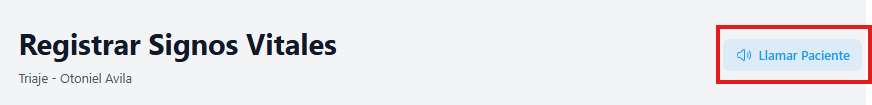 Registrar Signos Vitales
Llamar Paciente
Triaje - Otoniel Avila